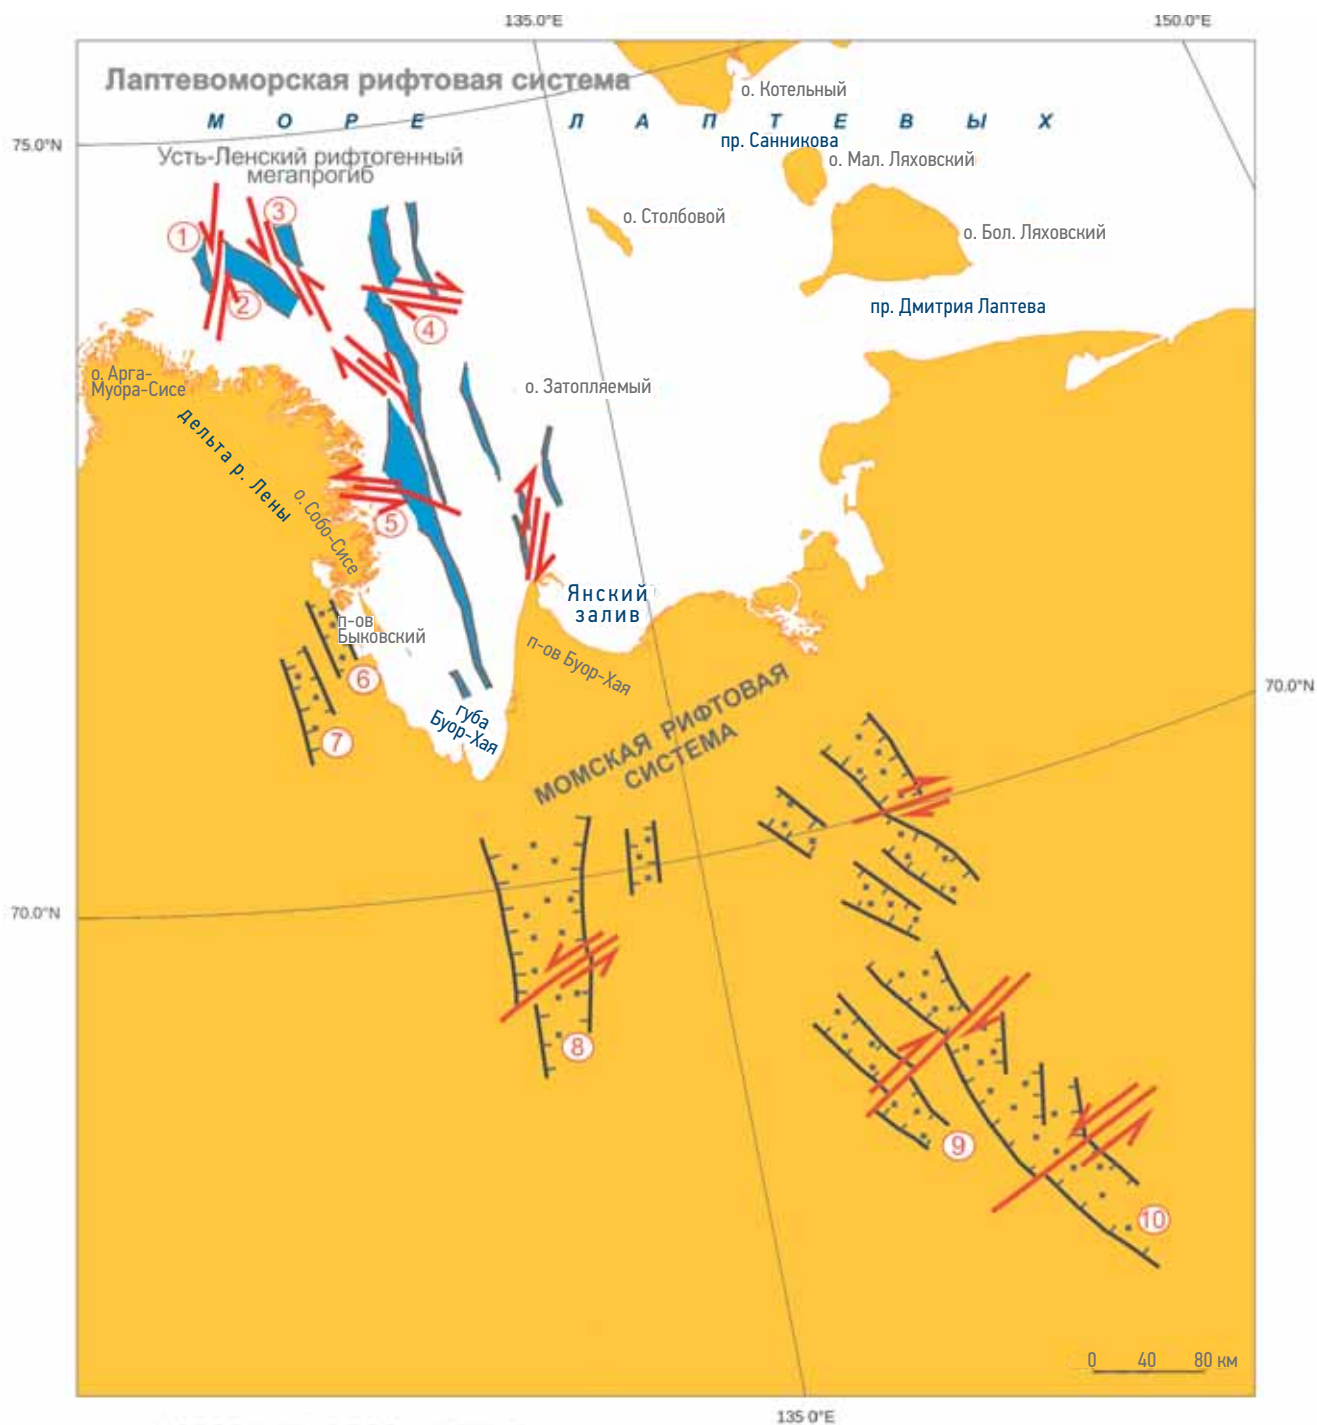 135.0°E
150.0°E
Лаптевоморская рифтовая система
о. Котельный
М О Р Е Л А П Т Е В Ы Х
75.0°N
пр. Санникова
Усть-Ленский рифтогенный
мегапрогиб
о. Мал. Ляховский
3
о. Столбовой
1
о. Бол. Ляховский
2
пр. Дмитрия Лаптева
4
о. Арга-
Муора-Сисе
о. Затопляемый
дельта р. Лены
о. Собо-Сисе
5
Янский
залив
п-ов
Быковский
п-ов Буор-Хая
6
70.0°N
губа
Буор-Хая
7
МОМСКАЯ РИФТОВАЯ
СИСТЕМА
70.0°N
8
9
10
0 40 80 км
135 0°E